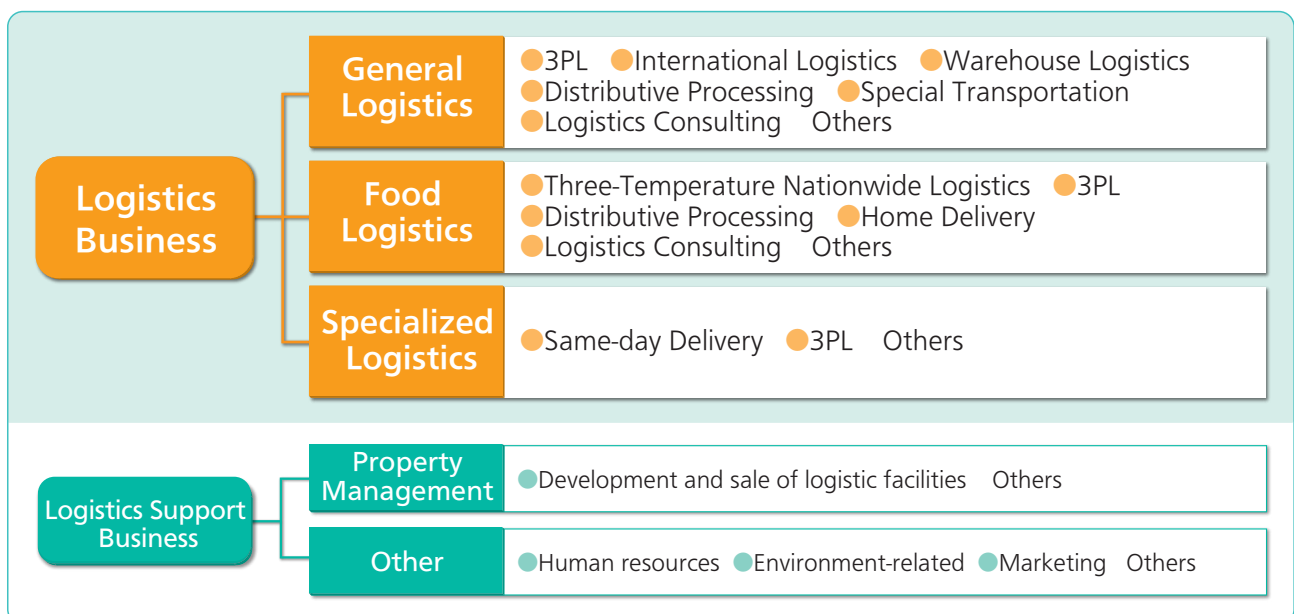 Logistics
Business
General
Logistics
3PL International Logistics Warehouse Logistics
Distributive Processing Special Transportation
Logistics Consulting Others
Food
Logistics
Three-Temperature Nationwide Logistics 3PL
Distributive Processing Home Delivery
Logistics Consulting Others
Specialized
Logistics
Same-day Delivery 3PL Others
Logistics Support
Business
Property
Management
Development and sale of logistic facilities Others
Other
Human resources Environment-related Marketing Others